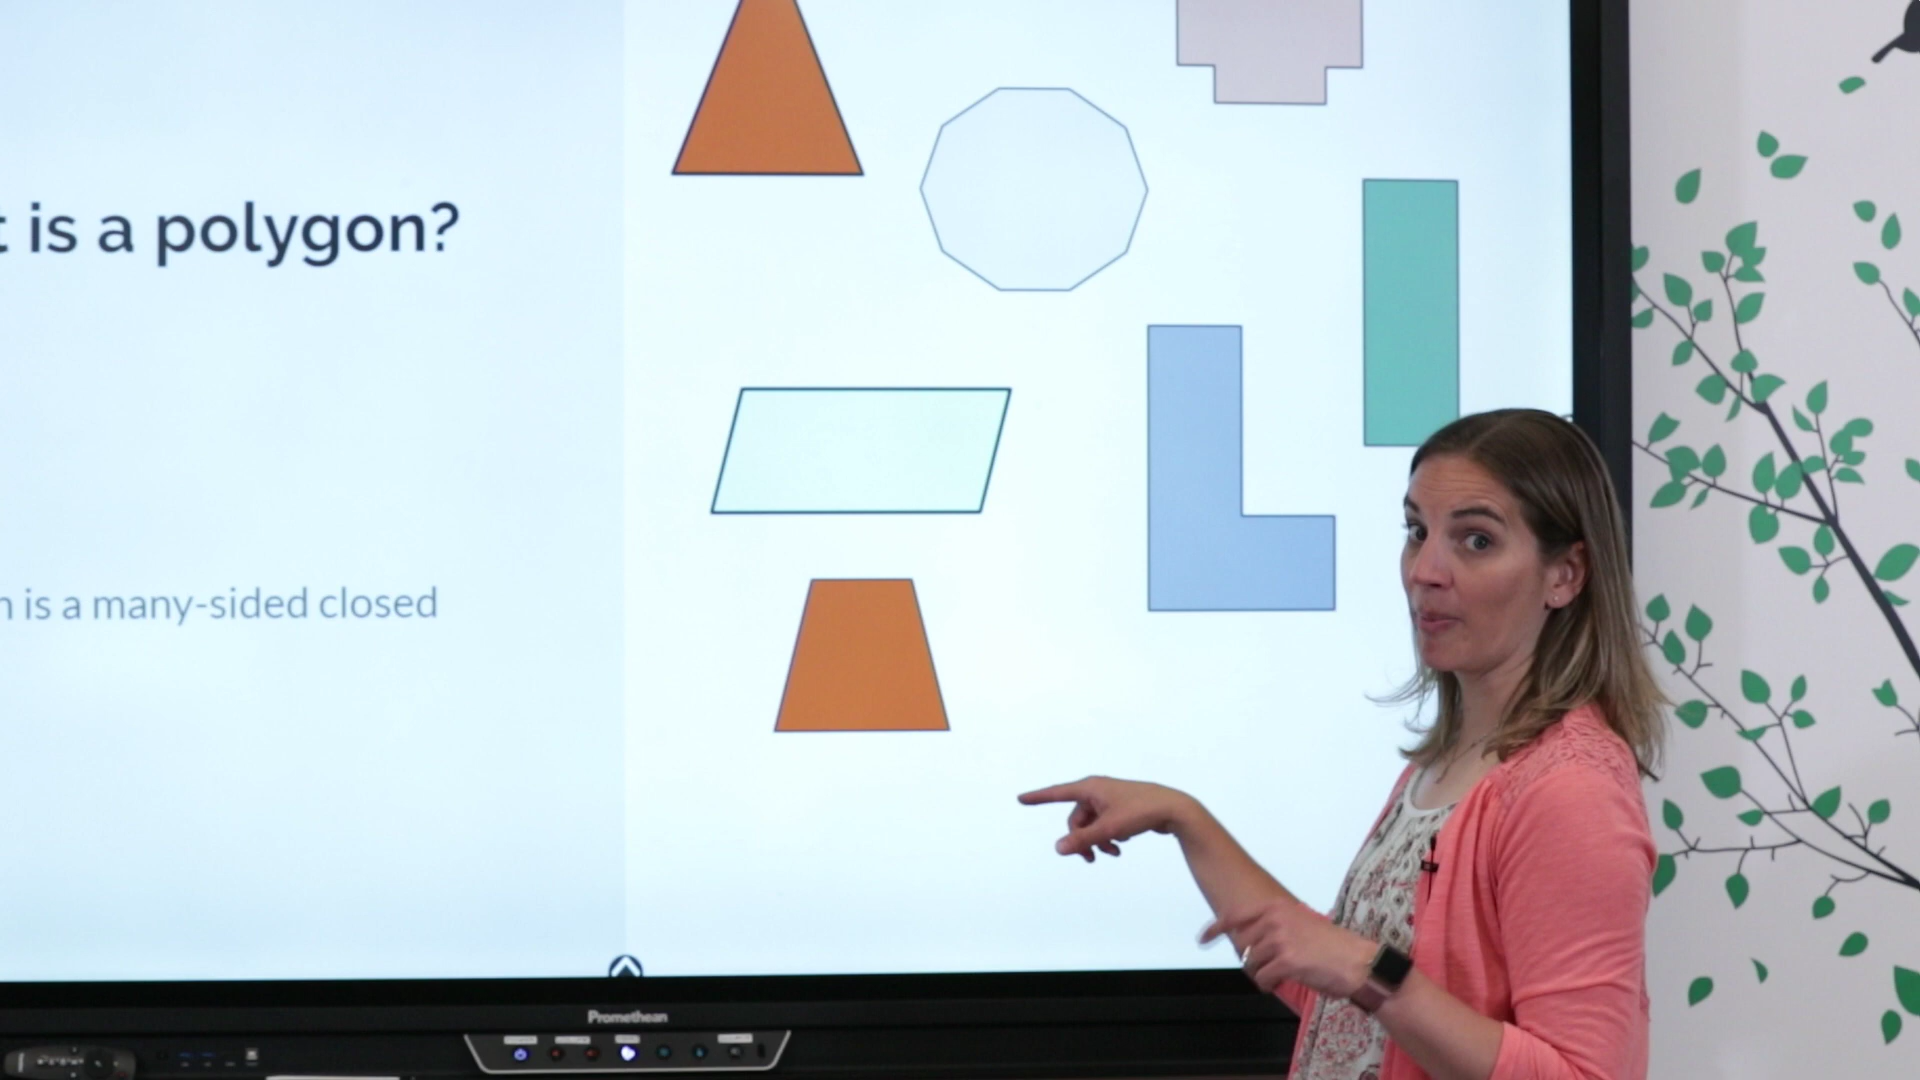 is a polygon?
is a many-sided closed
Promethean